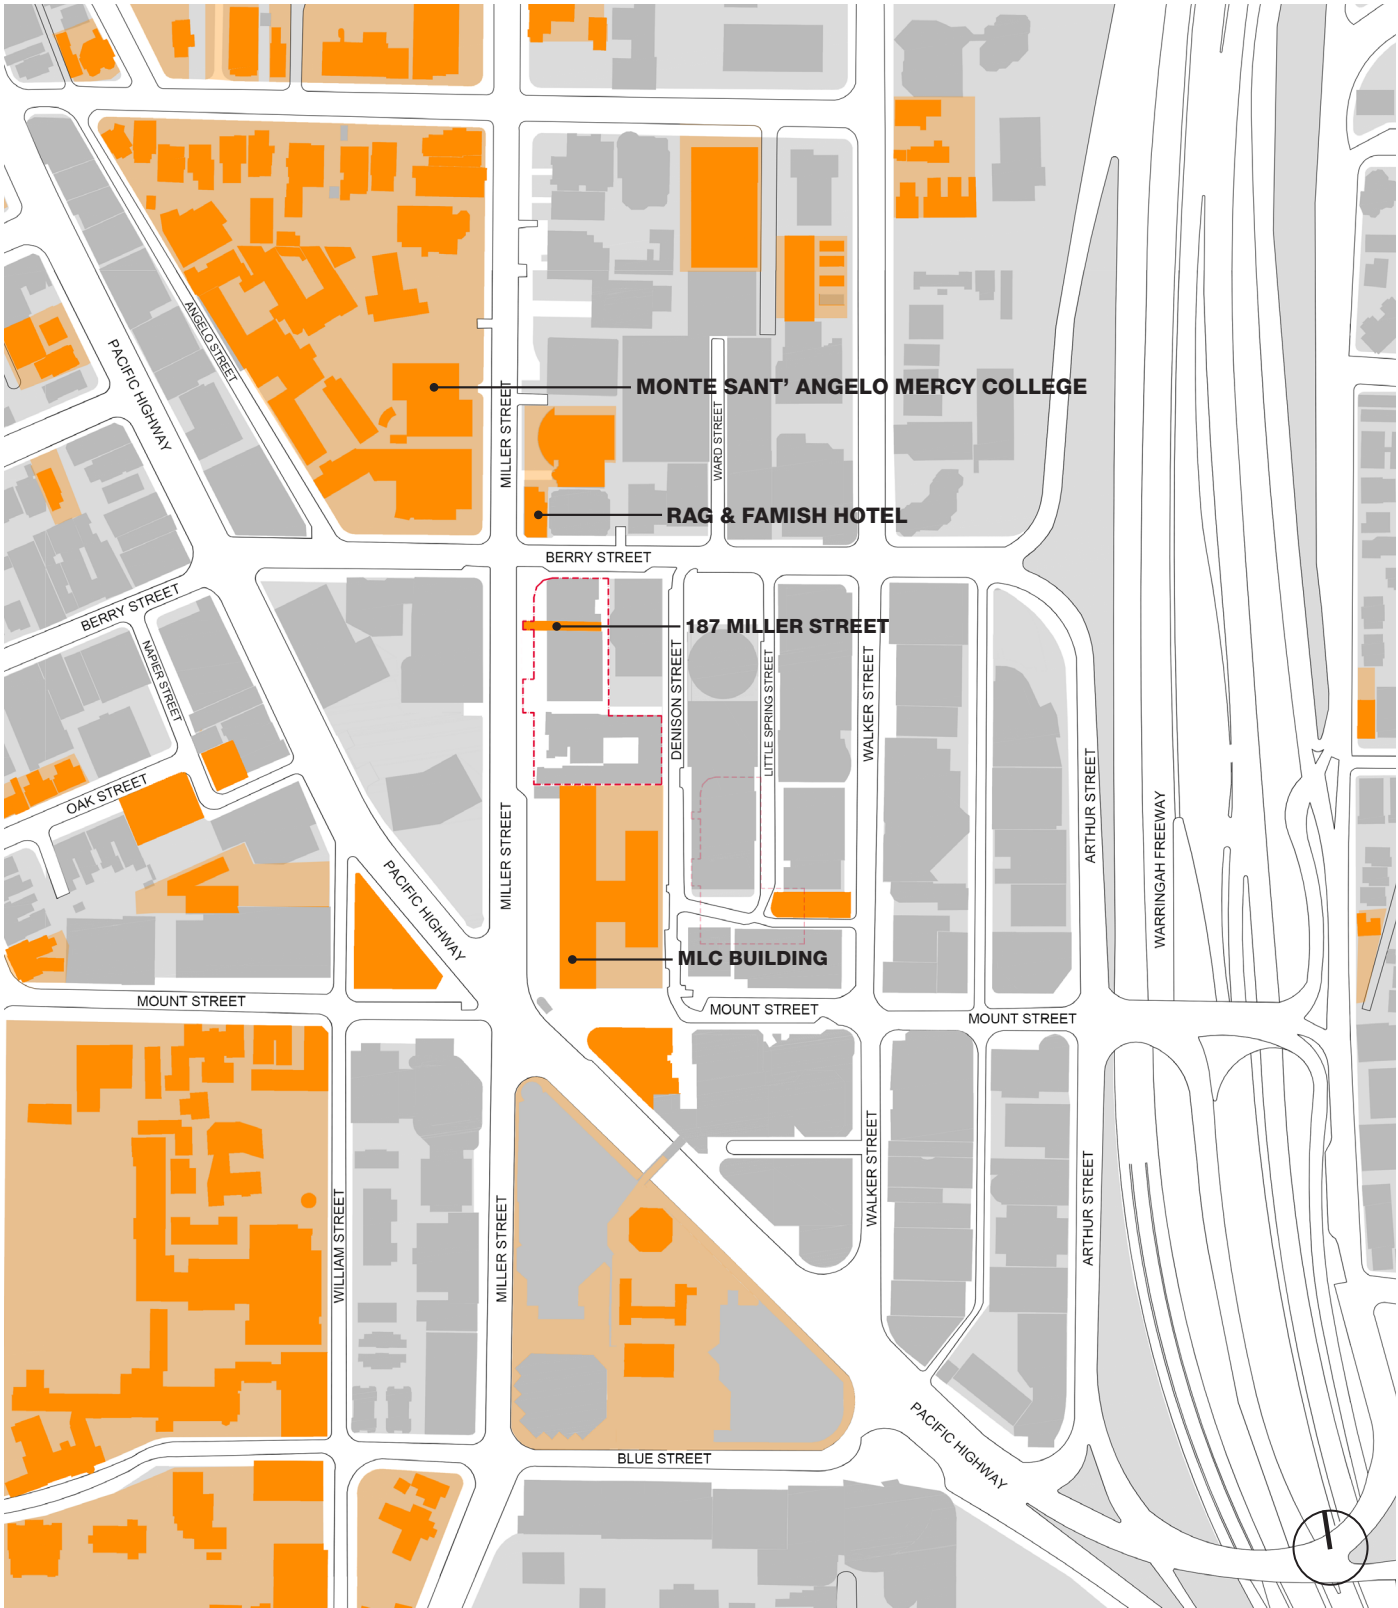 ANGELO STREET
PACIFIC HIGHWAY
MILLER STREET
MONTE SANT’ ANGELO MERCY COLLEGE
WARD STREET
RAG & FAMISH HOTEL
BERRY STREET
BERRY STREET
187 MILLER STREET
NAPIER STREET
DENISON STREET
LITTLE SPRING STREET
WALKER STREET
OAK STREET
ARTHUR STREET
WARRINGAH FREEWAY
MILLER STREET
PACIFIC HIGHWAY
MLC BUILDING
MOUNT STREET
MOUNT STREET
MOUNT STREET
WILLIAM STREET
MILLER STREET
WALKER STREET
ARTHUR STREET
PACIFIC HIGHWAY
BLUE STREET